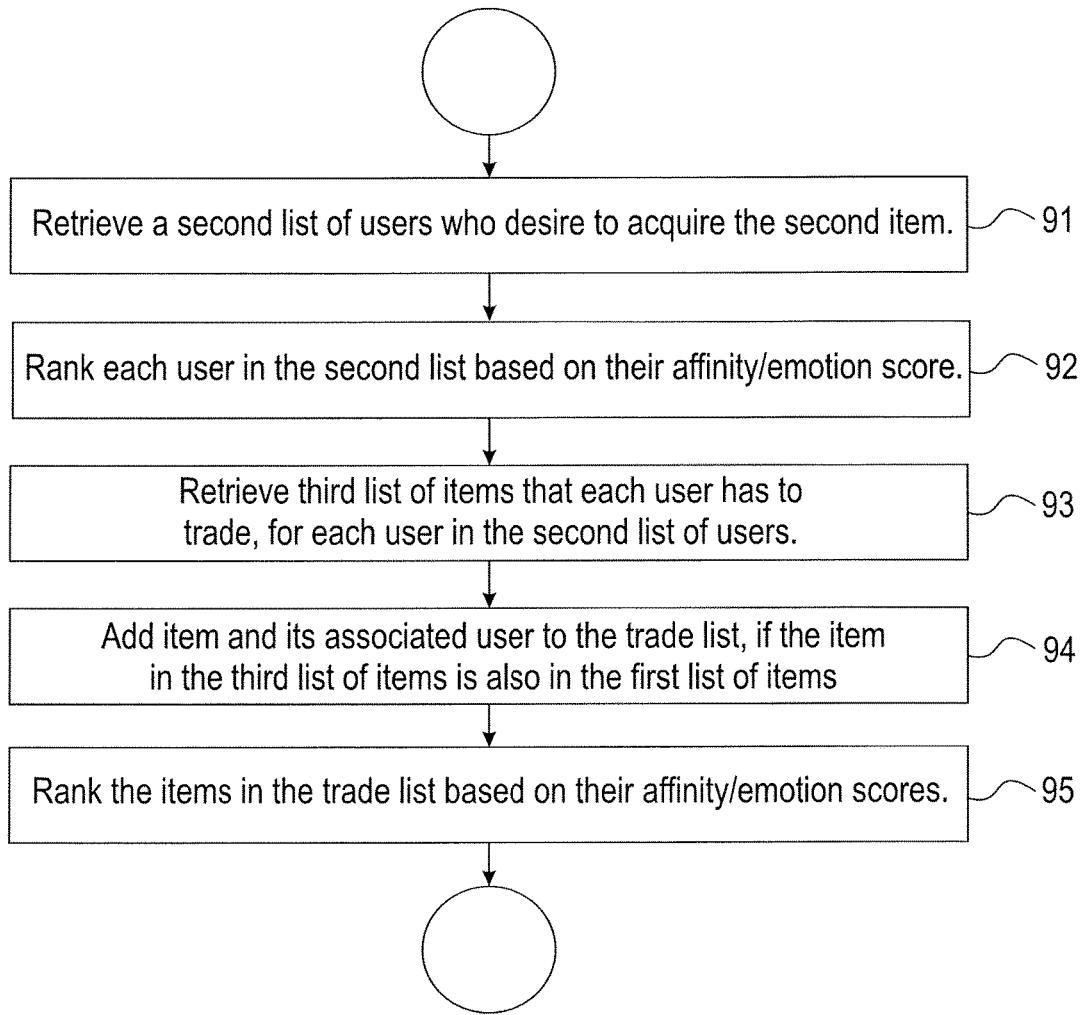 Retrieve a second list of users who desire to acquire the second item.
91
Rank each user in the second list based on their affinity/emotion score.
92
Retrieve third list of items that each user has to
trade, for each user in the second list of users.
93
Add item and its associated user to the trade list, if the item
in the third list of items is also in the first list of items
94
Rank the items in the trade list based on their affinity/emotion scores.
95